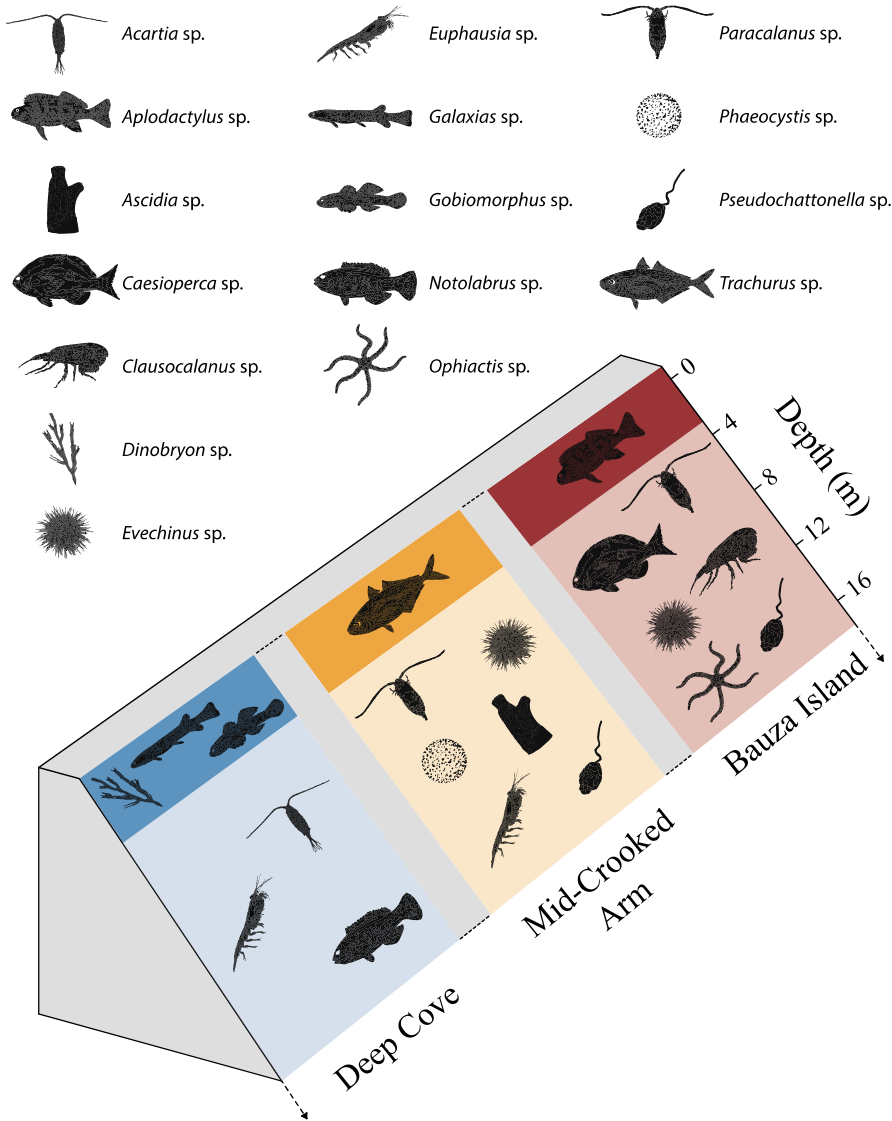 Acartia sp.
Euphausia sp.
Paracalanus sp.
Aplodactylus sp.
Galaxias sp.
Phaeocystis sp.
Ascidia sp.
Gobiomorphus sp.
Pseudochattonella sp.
Caesioperca sp.
Notolabrus sp.
Trachurus sp.
Clausocalanus sp.
Ophiactis sp.
Dinobryon sp.
Evechinus sp.
0
4
8
12
16
Depth (m)
Bauza Island
Mid-Crooked
Arm
Deep Cove